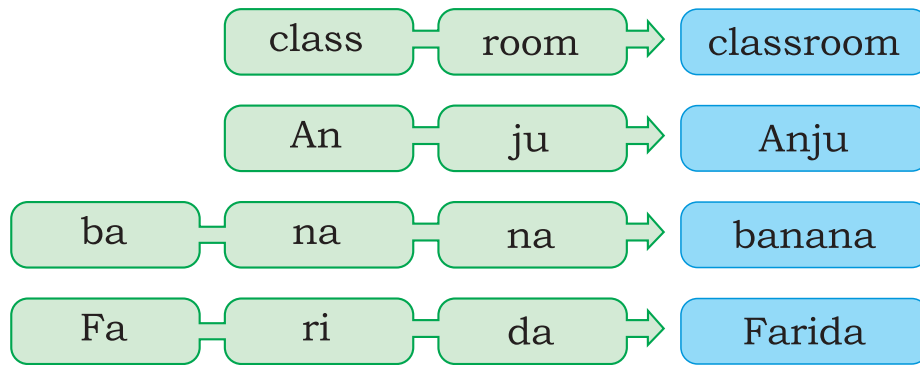 class room classroom
An ju Anju
ba na na banana
Fa ri da Farida